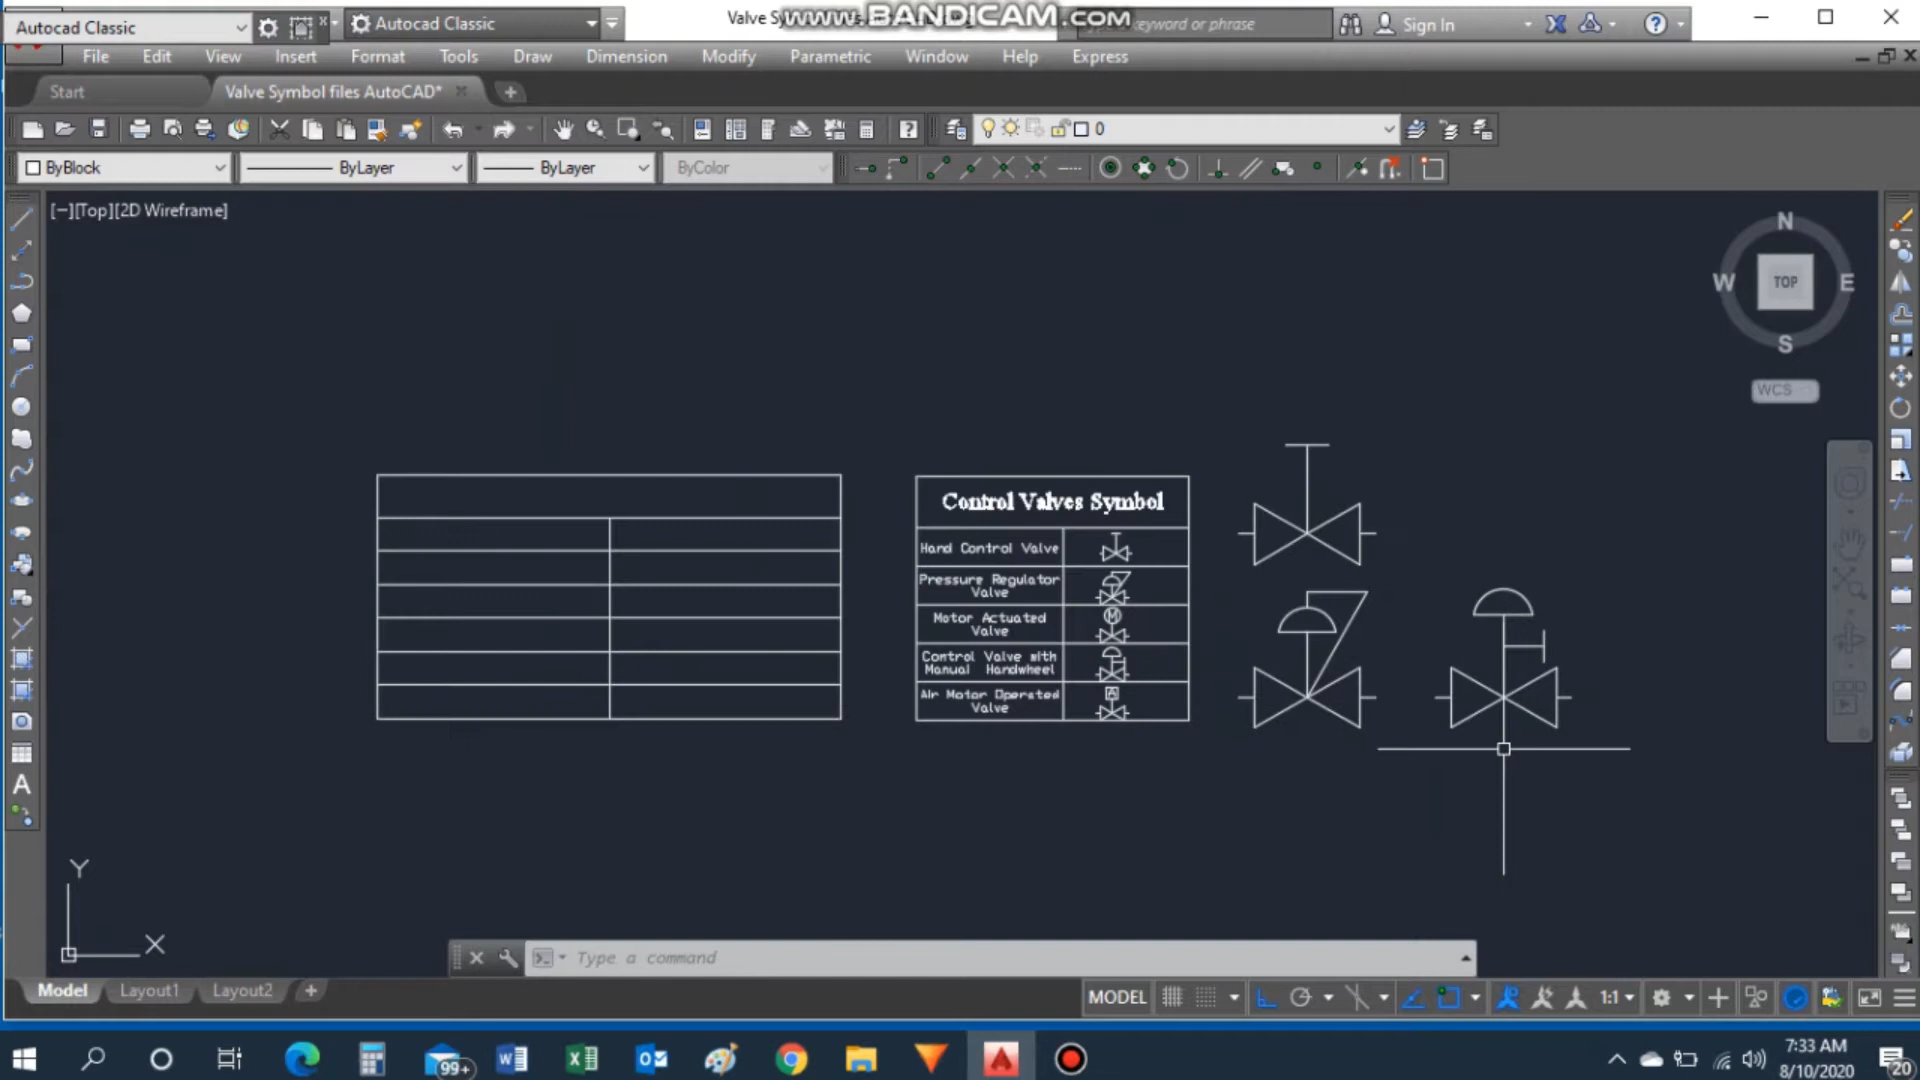 Autocad Classic
Autocad Classic
Valve Sy
www.BANDICAM.com
keyword or phrase
Sign In
File Edit View Insert Format Tools Draw Dimension Modify Parametric Window Help Express
Start
Valve Symbol files AutoCAD*
0
ByBlock
ByLayer
ByLayer
ByColor
[−][Top][2D Wireframe]
N
W
TOP
E
S
WCS
Control Valves Symbol
Hand Control Valve
Pressure Regulator
Valve
Motor Actuated
Valve
M
Control Valve with
Manual Handwheel
Air Motor Operated
Valve
A
A
Y
X
Type a command
Model
Layout1
Layout2
MODEL
1:1
99+
7:33 AM
8/10/2020
20